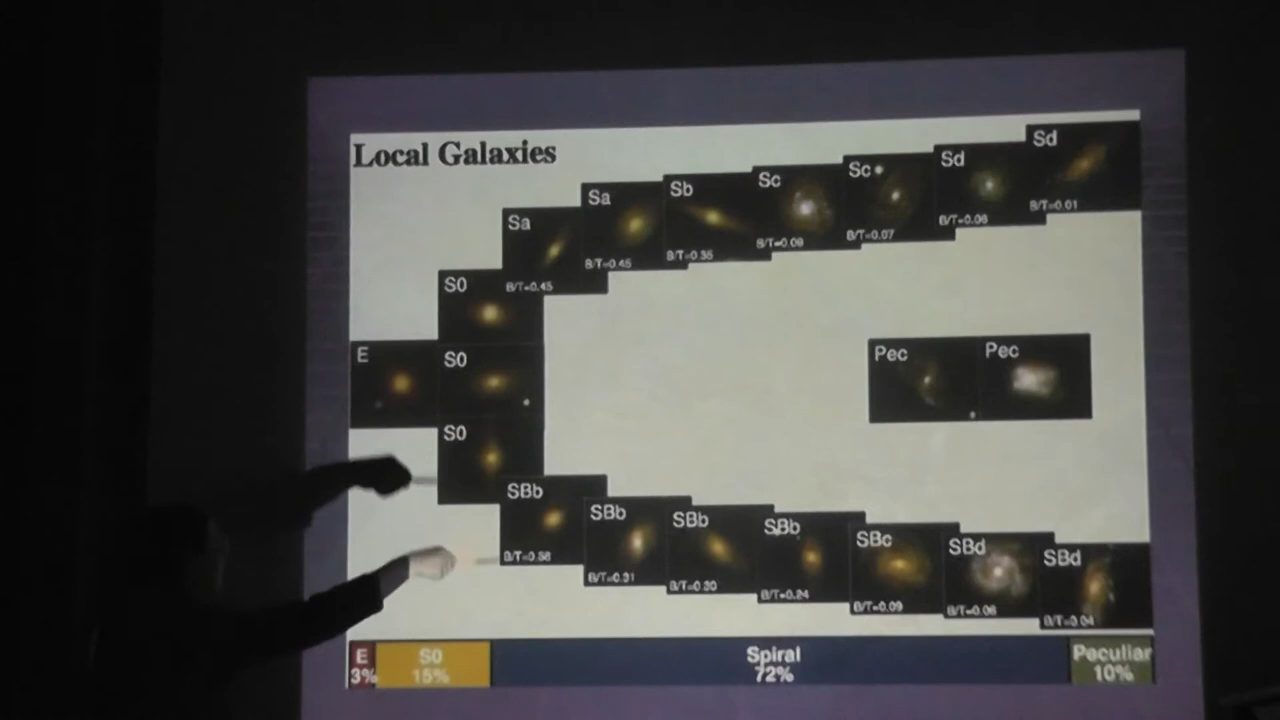 Local Galaxies
Sd
B/T=0.01
Sd
B/T=0.06
Sc
B/T=0.07
Sc
B/T=0.09
Sb
B/T=0.35
Sa
B/T=0.45
Sa
B/T=0.45
S0
E
S0
S0
Pec
Pec
SBb
B/T=0.38
SBb
B/T=0.31
SBb
B/T=0.30
SBb
B/T=0.24
SBc
B/T=0.09
SBd
B/T=0.06
SBd
B/T=0.04
E
3%
S0
15%
Spiral
72%
Peculiar
10%